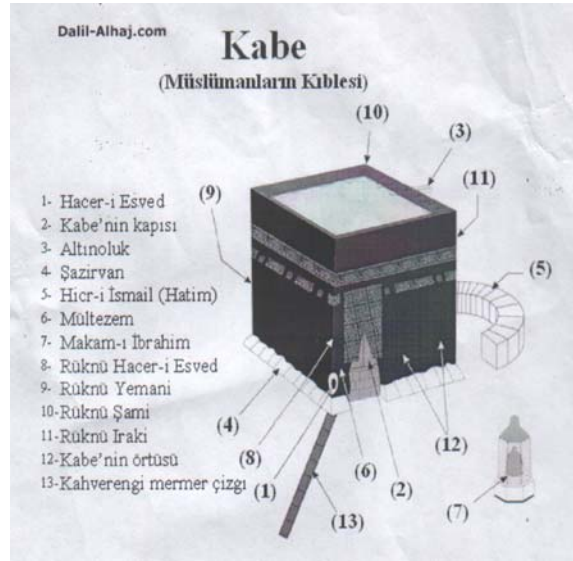 Dalil-Alhaj.com
Kabe
(Müslümanların Kıblesi)
(10)
(3)
(9)
(11)
1- Hacer-i Esved
2- Kabe'nin kapısı
3- Altınoluk
4- Şazirvan
5- Hicr-i İsmail (Hatim)
6- Mültezem
7- Makam-ı İbrahim
8- Rüknü Hacer-i Esved
9- Rüknü Yemani
10- Rüknü Şami
11- Rüknü Iraki
12- Kabe'nin örtüsü
13- Kahverengi mermer çizgi
(5)
(4)
(8)
(1)
(6)
(2)
(12)
(13)
(7)